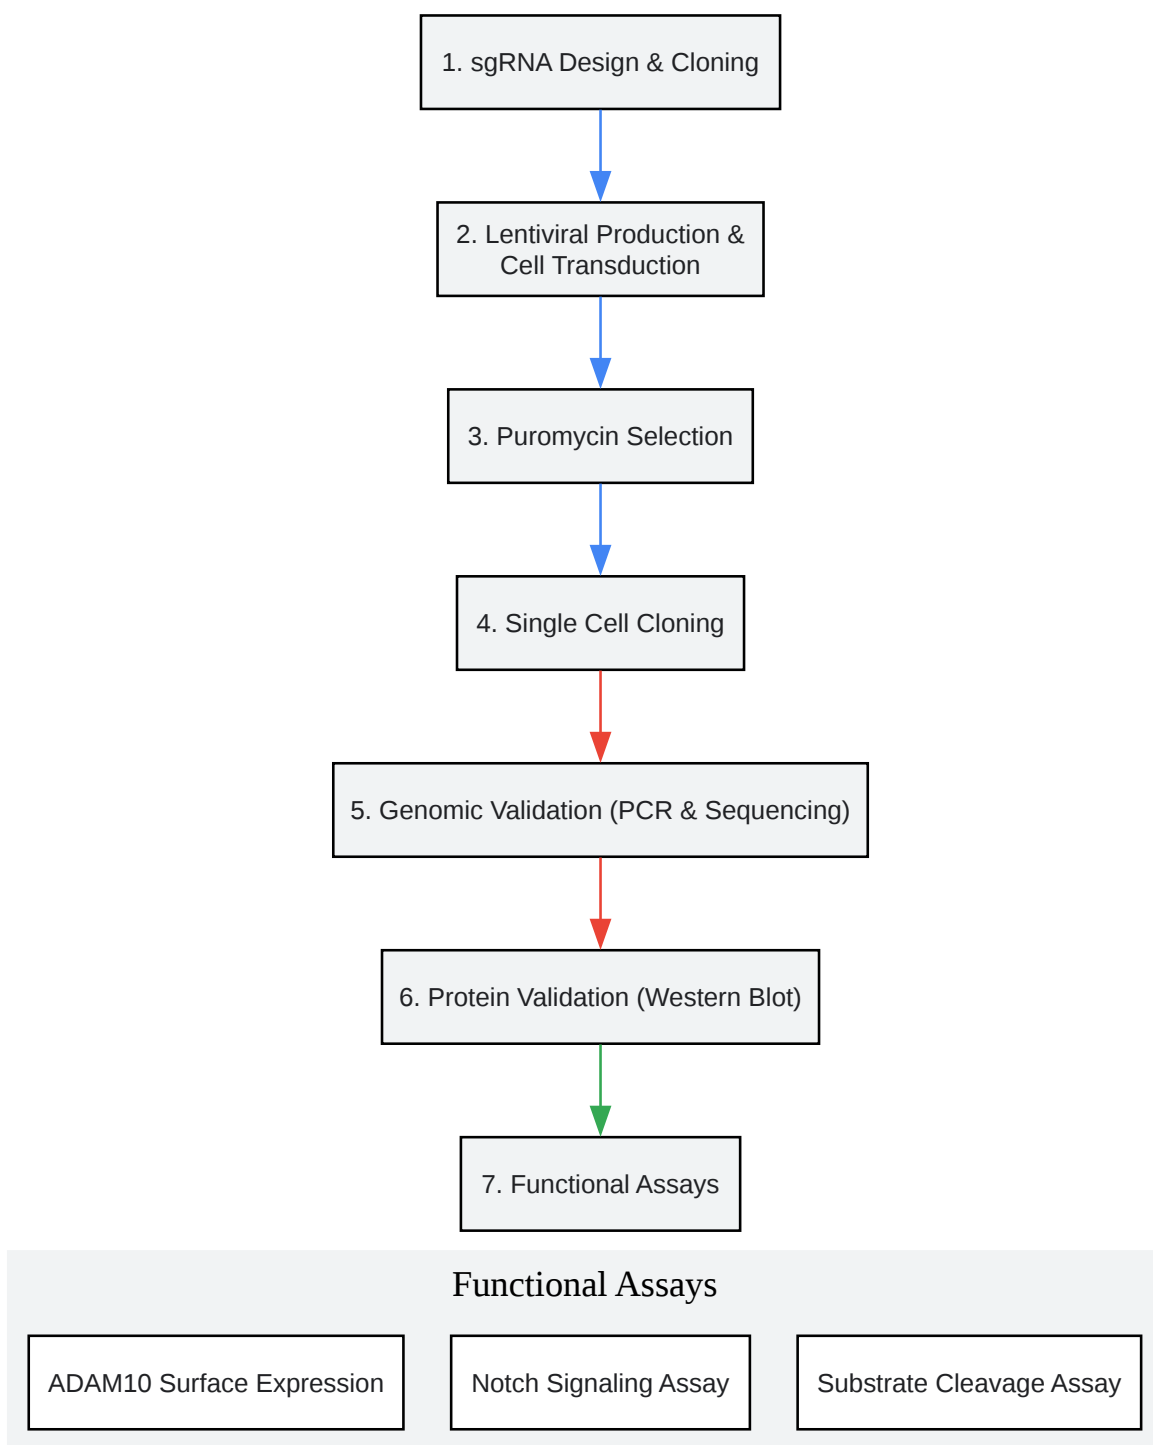 1. sgRNA Design & Cloning
2. Lentiviral Production &
Cell Transduction
3. Puromycin Selection
4. Single Cell Cloning
5. Genomic Validation (PCR & Sequencing)
6. Protein Validation (Western Blot)
7. Functional Assays
Functional Assays
ADAM10 Surface Expression
Notch Signaling Assay
Substrate Cleavage Assay